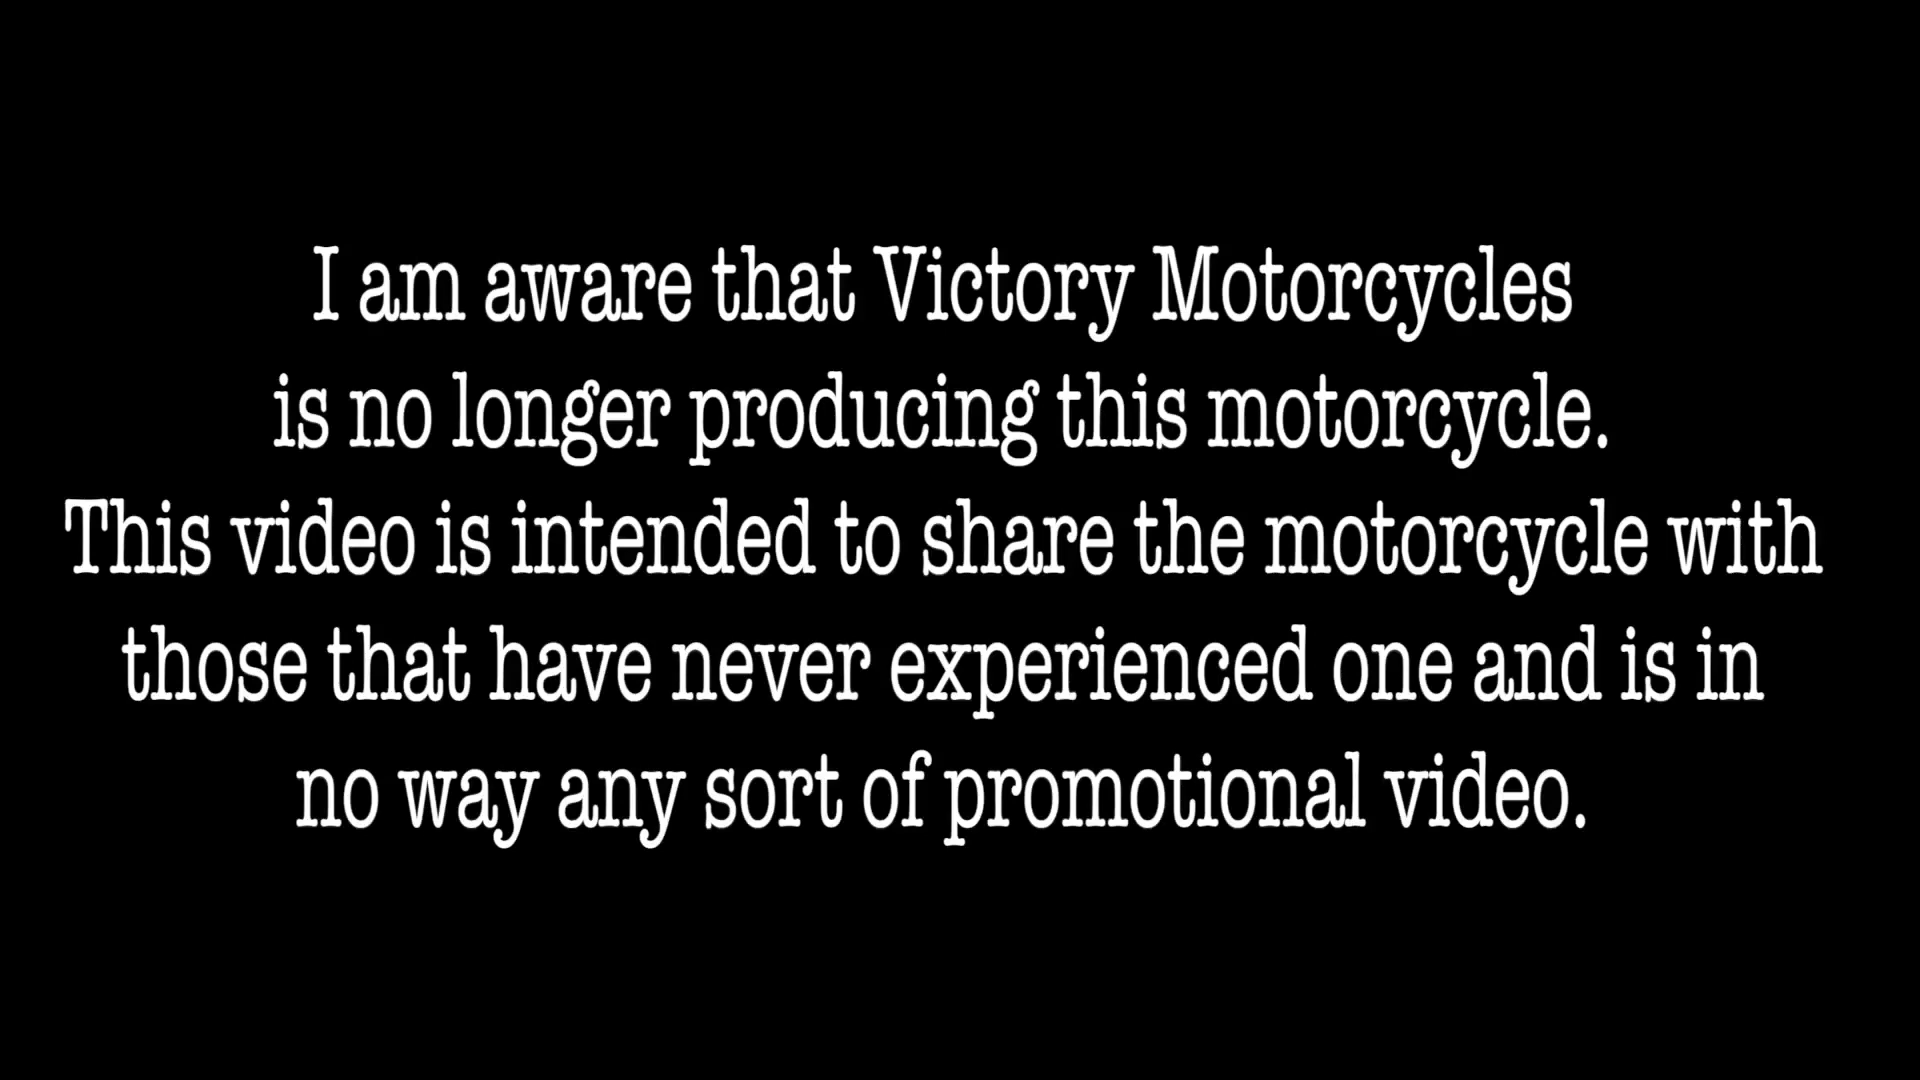 I am aware that Victory Motorcycles
is no longer producing this motorcycle.
This video is intended to share the motorcycle with
those that have never experienced one and is in
no way any sort of promotional video.